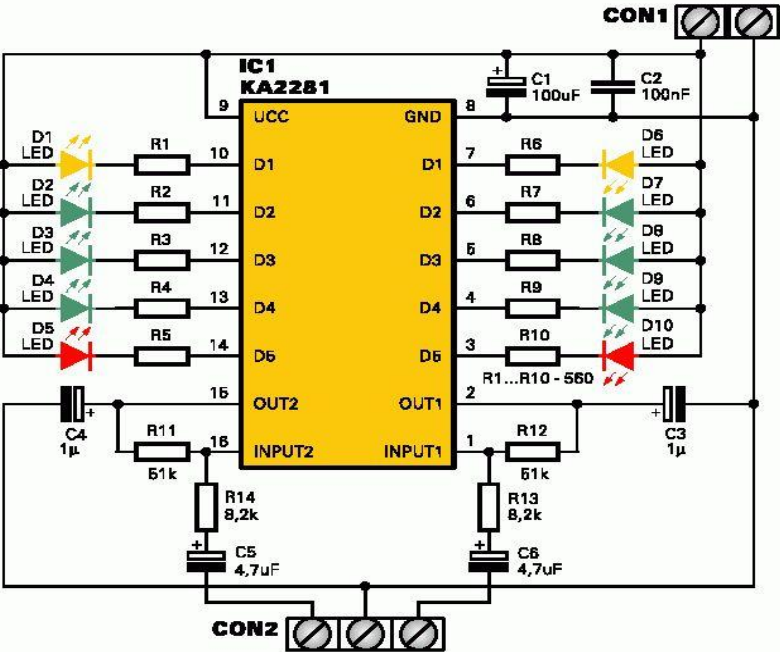 CON1
IC1
KA2281
C1
100uF
C2
100nF
9 UCC GND 8
D1
LED
R1
10 D1 D1 7
R6
D6
LED
D2
LED
R2
11 D2 D2 6
R7
D7
LED
D3
LED
R3
12 D3 D3 5
R8
D8
LED
D4
LED
R4
13 D4 D4 4
R9
D9
LED
D5
LED
R5
14 D5 D5 3
R10
D10
LED
R1...R10 - 560
15 OUT2 OUT1 2
C4
1µ
+
R11
51k
16 INPUT2 INPUT1 1
R12
51k
+
C3
1µ
R14
8,2k
R13
8,2k
+
C5
4,7uF
+
C6
4,7uF
CON2